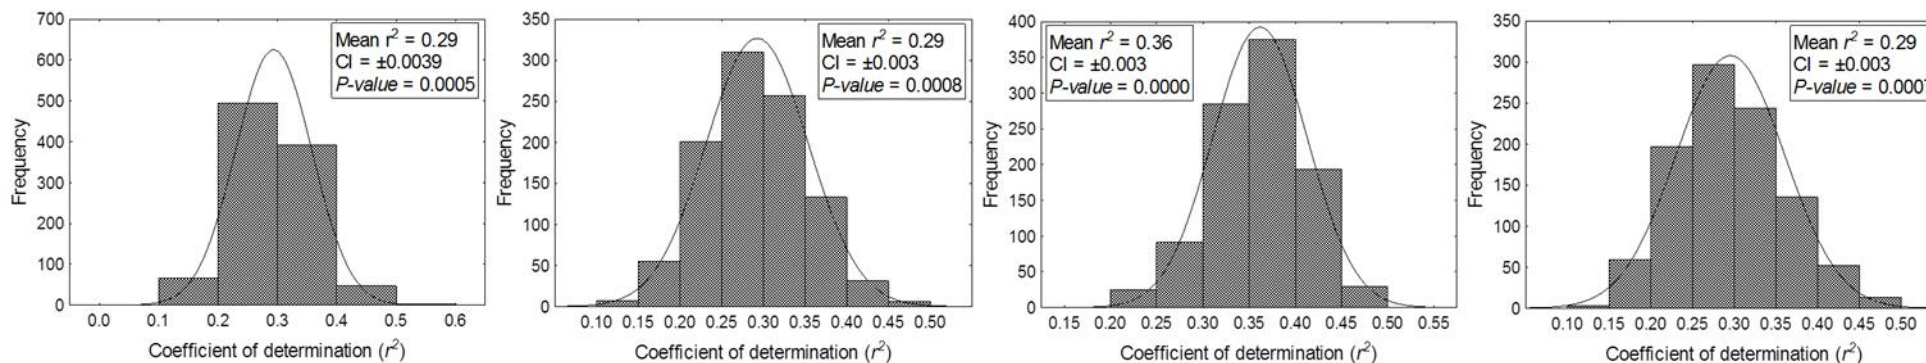 700
600
500
400
300
200
100
0
Frequency
Mean r² = 0.29
CI = ±0.0039
P-value = 0.0005
0.0 0.1 0.2 0.3 0.4 0.5 0.6
Coefficient of determination (r²)
350
300
250
200
150
100
50
0
Frequency
Mean r² = 0.29
CI = ±0.003
P-value = 0.0008
0.10 0.15 0.20 0.25 0.30 0.35 0.40 0.45 0.50
Coefficient of determination (r²)
400
350
300
250
200
150
100
50
0
Frequency
Mean r² = 0.36
CI = ±0.003
P-value = 0.0000
0.15 0.20 0.25 0.30 0.35 0.40 0.45 0.50 0.55
Coefficient of determination (r²)
350
300
250
200
150
100
50
0
Frequency
Mean r² = 0.29
CI = ±0.003
P-value = 0.0007
0.10 0.15 0.20 0.25 0.30 0.35 0.40 0.45 0.50
Coefficient of determination (r²)